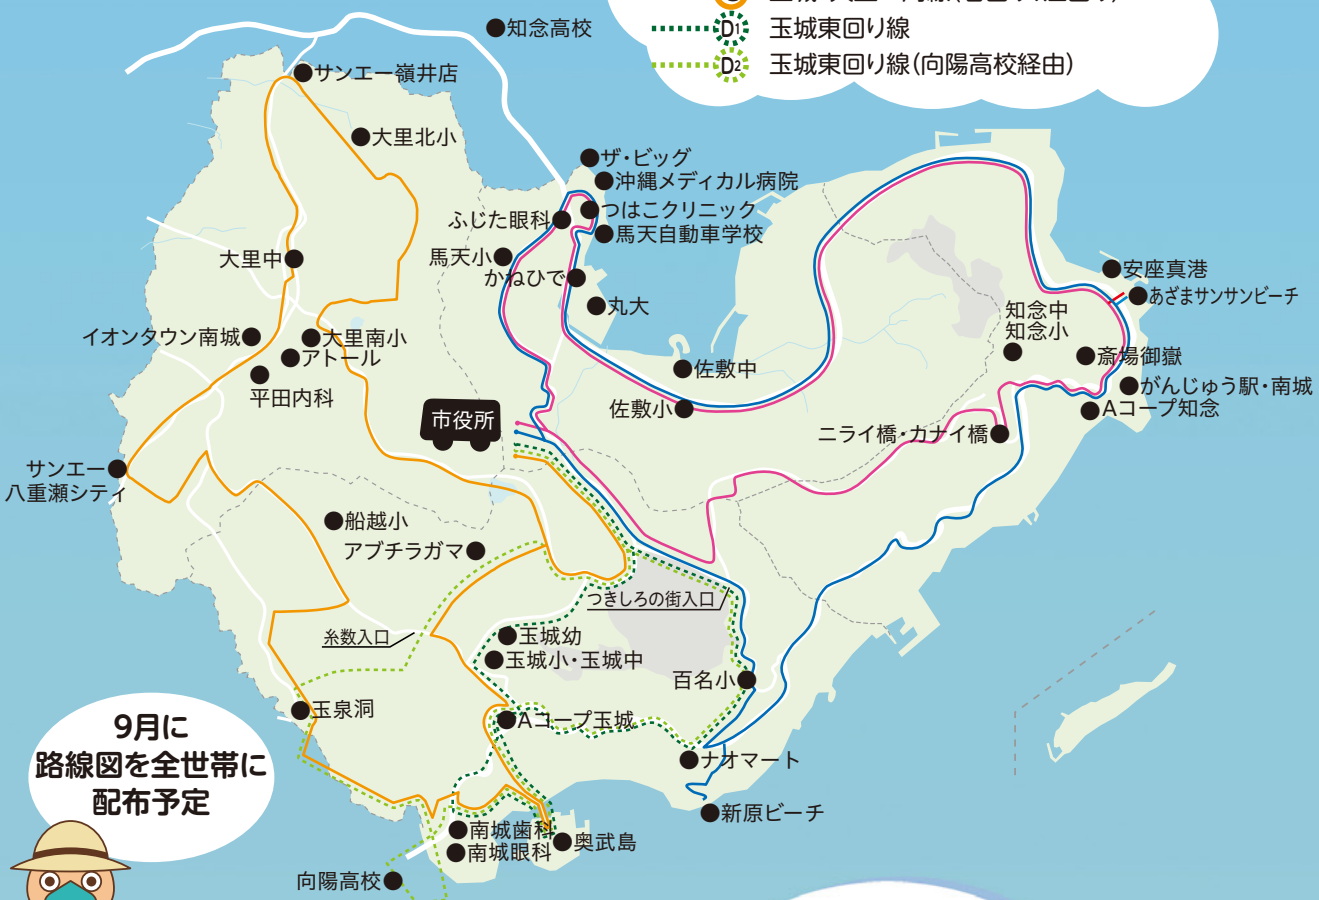 知念高校
D1 玉城東回り線
D2 玉城東回り線(向陽高校経由)
サンエー嶺井店
大里北小
ザ・ビッグ
沖縄メディカル病院
つはこクリニック
ふじた眼科
馬天自動車学校
馬天小
かねひで
丸大
大里中
安座真港
あざまサンサンビーチ
知念中
知念小
イオンタウン南城
大里南小
アトール
平田内科
佐敷中
斎場御嶽
がんじゅう駅・南城
Aコープ知念
佐敷小
市役所
ニライ橋・カナイ橋
サンエー
八重瀬シティ
船越小
アブチラガマ
つきしろの街入口
糸数入口
玉城幼
玉城小・玉城中
百名小
玉泉洞
Aコープ玉城
ナオマート
9月に
路線図を全世帯に
配布予定
新原ビーチ
南城歯科
南城眼科
奥武島
向陽高校